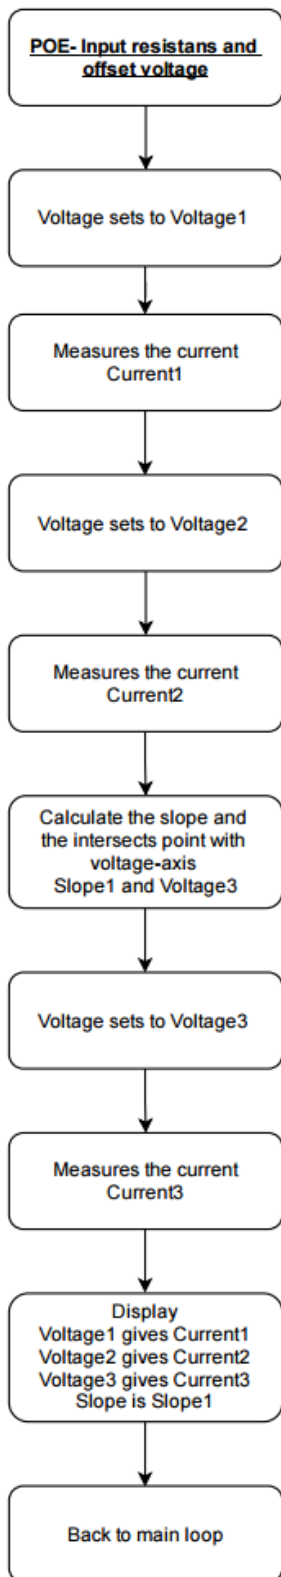 POE- Input resistans and
offset voltage
Voltage sets to Voltage1
Measures the current
Current1
Voltage sets to Voltage2
Measures the current
Current2
Calculate the slope and
the intersects point with
voltage-axis
Slope1 and Voltage3
Voltage sets to Voltage3
Measures the current
Current3
Display
Voltage1 gives Current1
Voltage2 gives Current2
Voltage3 gives Current3
Slope is Slope1
Back to main loop